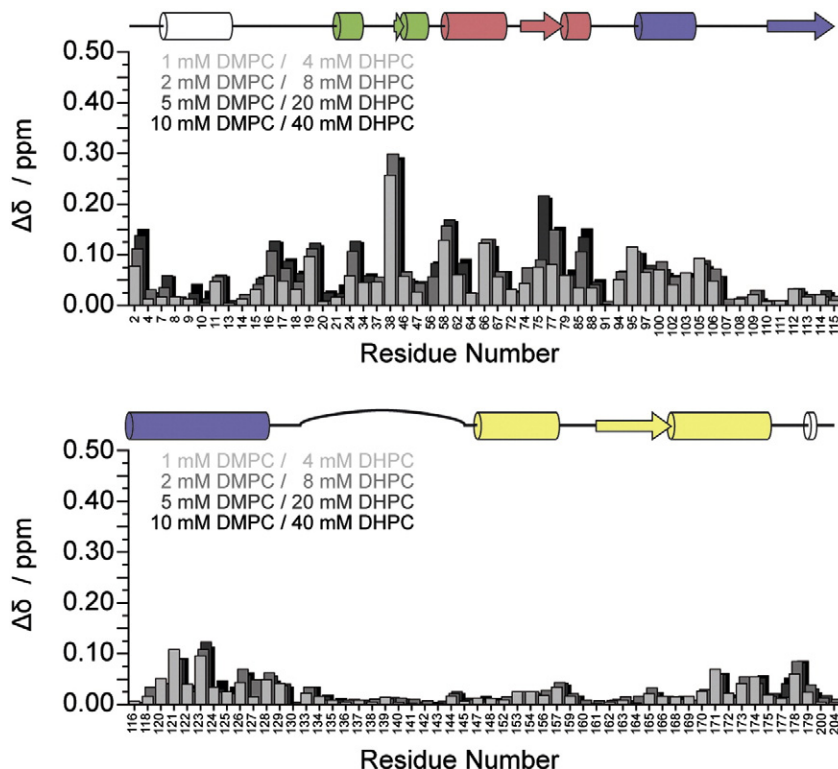 0.50
1 mM DMPC / 4 mM DHPC
2 mM DMPC / 8 mM DHPC
0.40
5 mM DMPC / 20 mM DHPC
10 mM DMPC / 40 mM DHPC
0.30
0.20
0.10
0.00
Δδ / ppm
2 4 7 8 9 10 11 13 14 15 16 17 18 19 20 21 24 34 37 38 46 47 56 58 62 64 66 67 72 74 75 77 79 85 88 91 94 95 97 100 102 103 105 106 107 108 109 110 111 112 113 114 115
Residue Number
0.50
1 mM DMPC / 4 mM DHPC
2 mM DMPC / 8 mM DHPC
0.40
5 mM DMPC / 20 mM DHPC
10 mM DMPC / 40 mM DHPC
0.30
0.20
0.10
0.00
Δδ / ppm
116 118 120 121 122 123 124 125 126 127 128 129 130 133 134 135 136 137 138 139 140 141 142 143 144 145 147 148 152 153 154 156 157 159 160 161 162 163 164 165 166 168 169 170 171 172 173 174 175 177 178 179 200 204
Residue Number